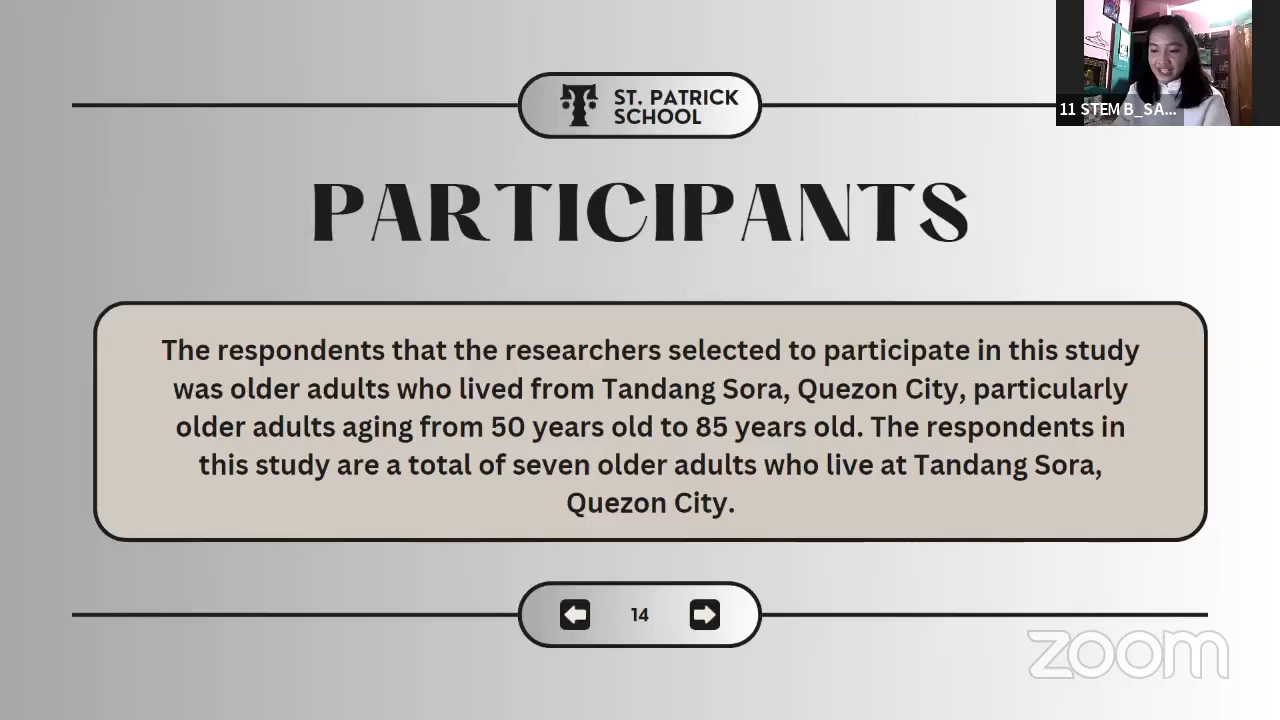 ST. PATRICK
SCHOOL
11 STEM B_SA...
PARTICIPANTS
The respondents that the researchers selected to participate in this study
was older adults who lived from Tandang Sora, Quezon City, particularly
older adults aging from 50 years old to 85 years old. The respondents in
this study are a total of seven older adults who live at Tandang Sora,
Quezon City.
14
zoom